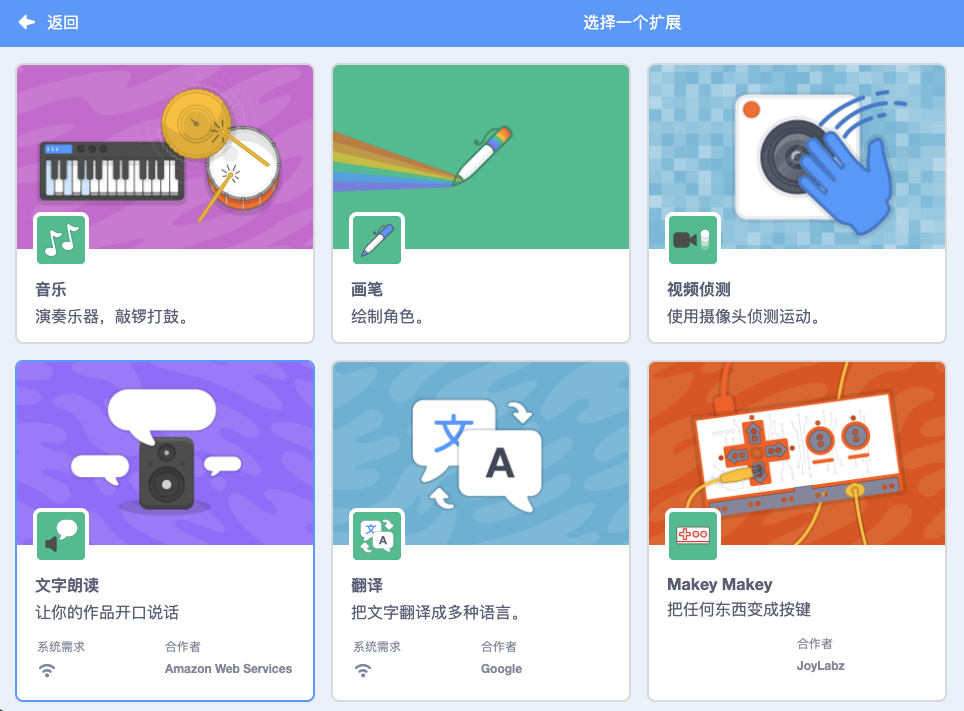 返回
选择一个扩展
音乐
演奏乐器，敲锣打鼓。
画笔
绘制角色。
视频侦测
使用摄像头侦测运动。
文
A
文
A
文字朗读
让你的作品开口说话
系统需求
合作者
Amazon Web Services
翻译
把文字翻译成多种语言。
系统需求
合作者
Google
Makey Makey
把任何东西变成按键
合作者
JoyLabz